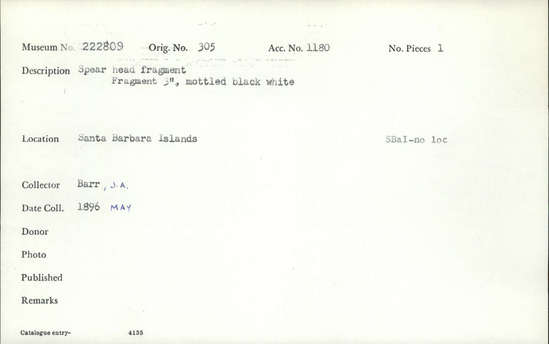 Museum No. 222809 Orig. No. 305 Acc. No. 1180 No. Pieces 1
Description Spear head fragment
Fragment 3", mottled black white
Location Santa Barbara Islands SBaI-no loc
Collector Barr, J.A.
Date Coll. 1896 MAY
Donor
Photo
Published
Remarks
Catalogue entry- 4135